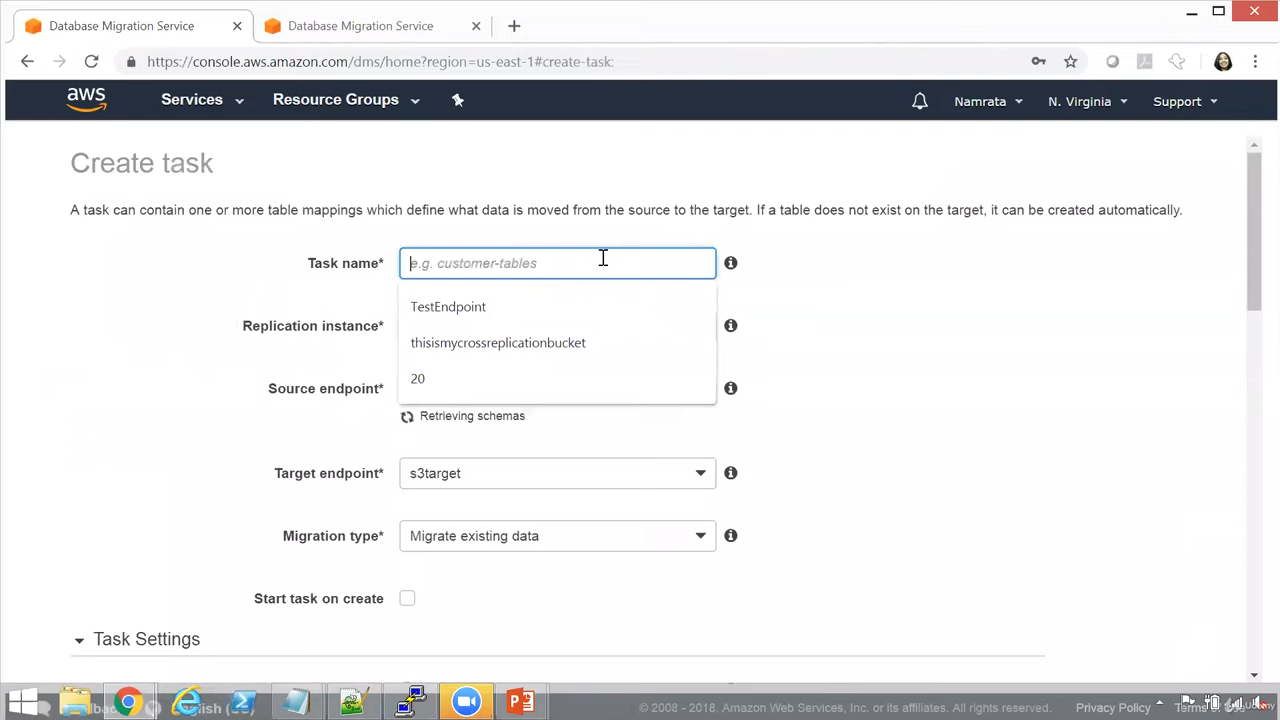 Database Migration Service
Database Migration Service
https://console.aws.amazon.com/dms/home?region=us-east-1#create-task:
aws
Services
Resource Groups
Namrata
N. Virginia
Support
Create task
A task can contain one or more table mappings which define what data is moved from the source to the target. If a table does not exist on the target, it can be created automatically.
Task name*
e.g. customer-tables
TestEndpoint
Replication instance*
thisismycrossreplicationbucket
20
Source endpoint*
Retrieving schemas
Target endpoint*
s3target
Migration type*
Migrate existing data
Start task on create
Task Settings
© 2008 - 2018. Amazon Web Services, Inc. or its affiliates. All rights reserved.
Privacy Policy